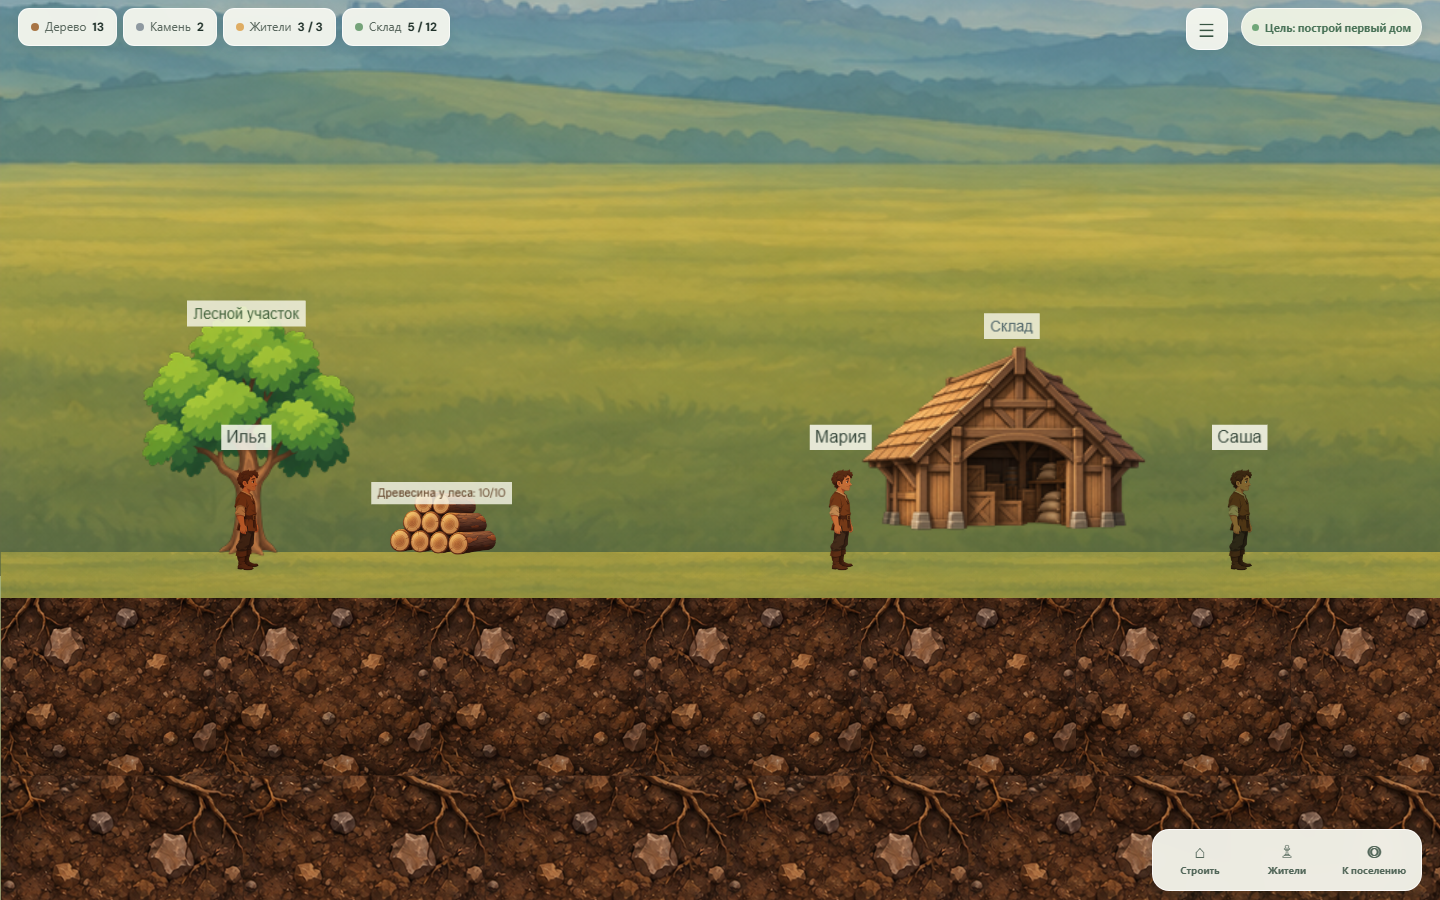 Дерево 13
Камень 2
Жители 3 / 3
Склад 5 / 12
☰
Цель: построй первый дом
Лесной участок
Склад
Илья
Мария
Саша
Древесина у леса: 10/10
Строить
Жители
К поселению